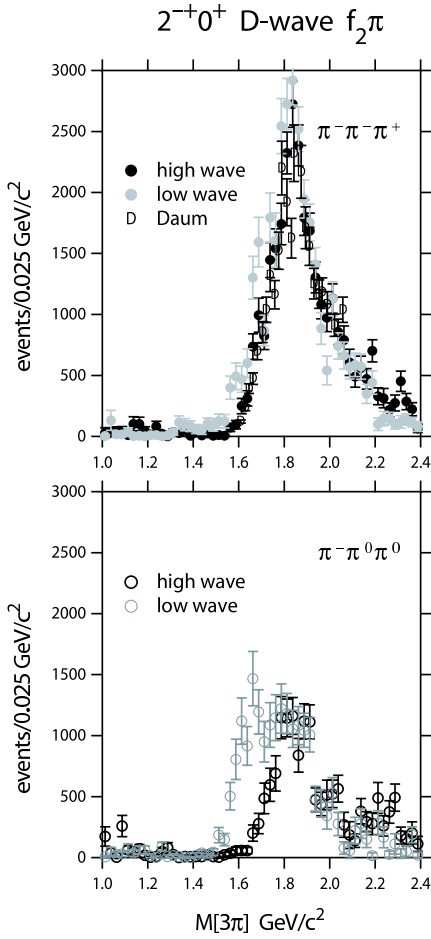 2⁻⁺0⁺ D-wave f₂π
3000
2500
2000
1500
1000
500
0
events/0.025 GeV/c²
π⁻π⁻π⁺
high wave
low wave
D Daum
1.0 1.2 1.4 1.6 1.8 2.0 2.2 2.4
3000
2500
2000
1500
1000
500
0
events/0.025 GeV/c²
π⁻π⁰π⁰
high wave
low wave
1.0 1.2 1.4 1.6 1.8 2.0 2.2 2.4
M[3π] GeV/c²